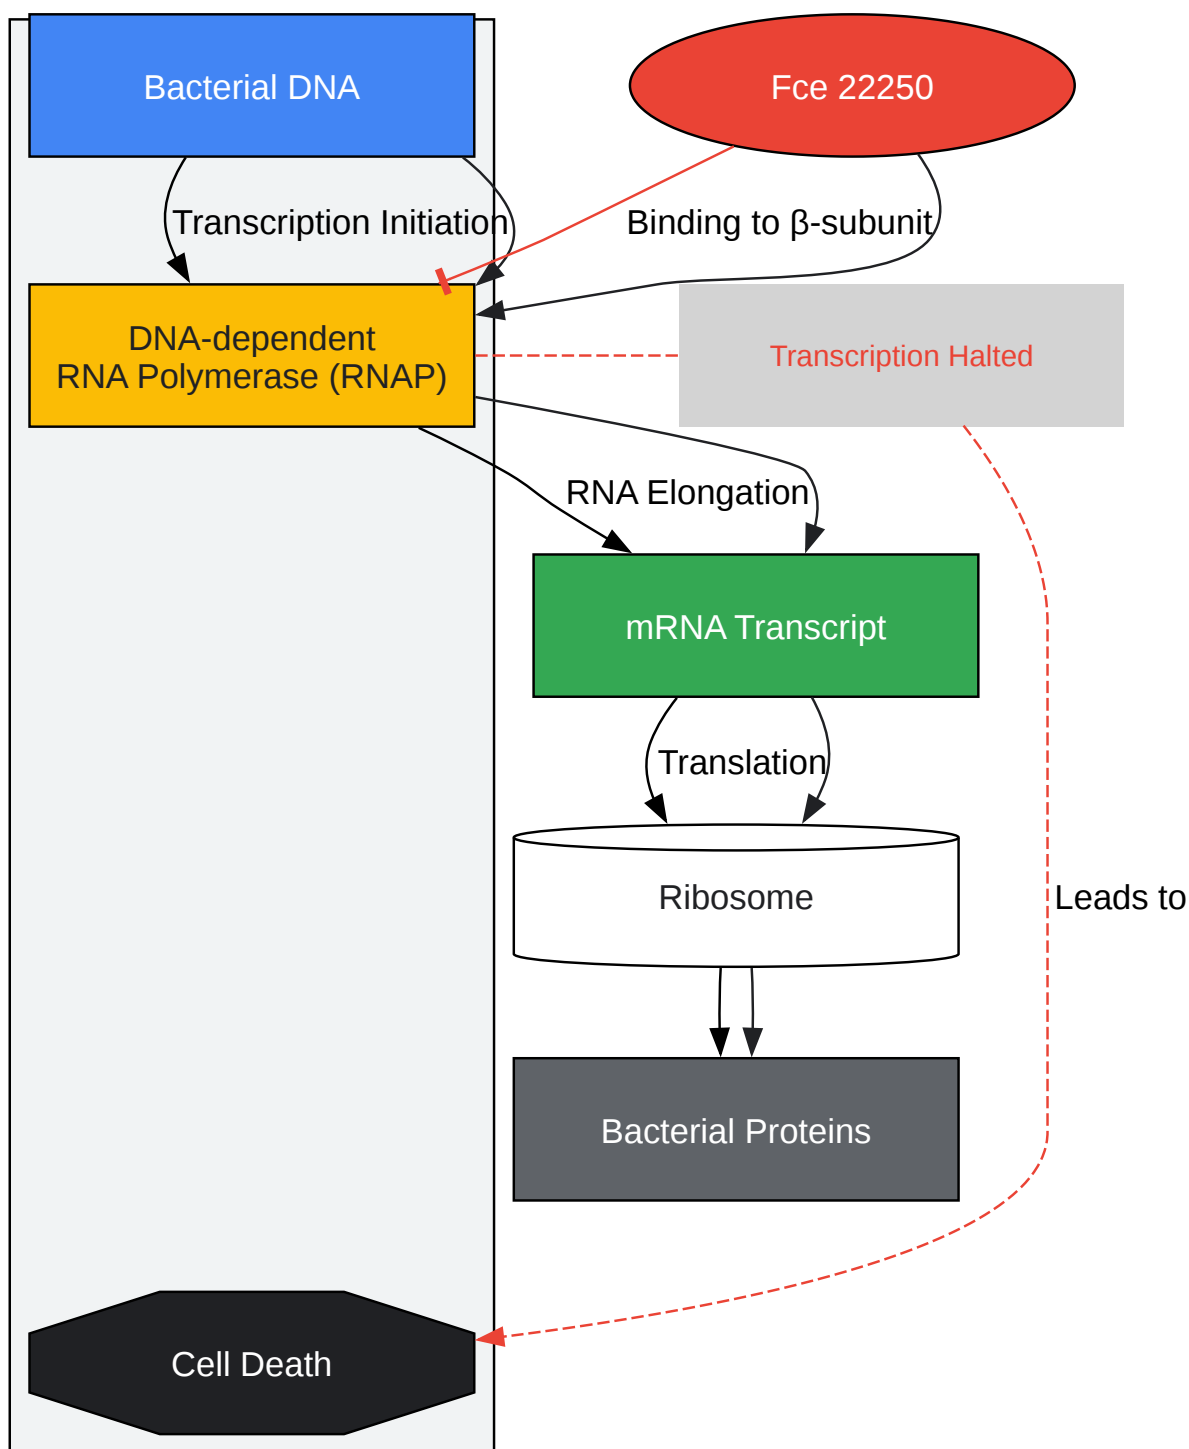 Bacterial DNA
Fce 22250
Transcription Initiation
Binding to β-subunit
DNA-dependent
RNA Polymerase (RNAP)
Transcription Halted
RNA Elongation
mRNA Transcript
Translation
Ribosome
Leads to
Bacterial Proteins
Cell Death